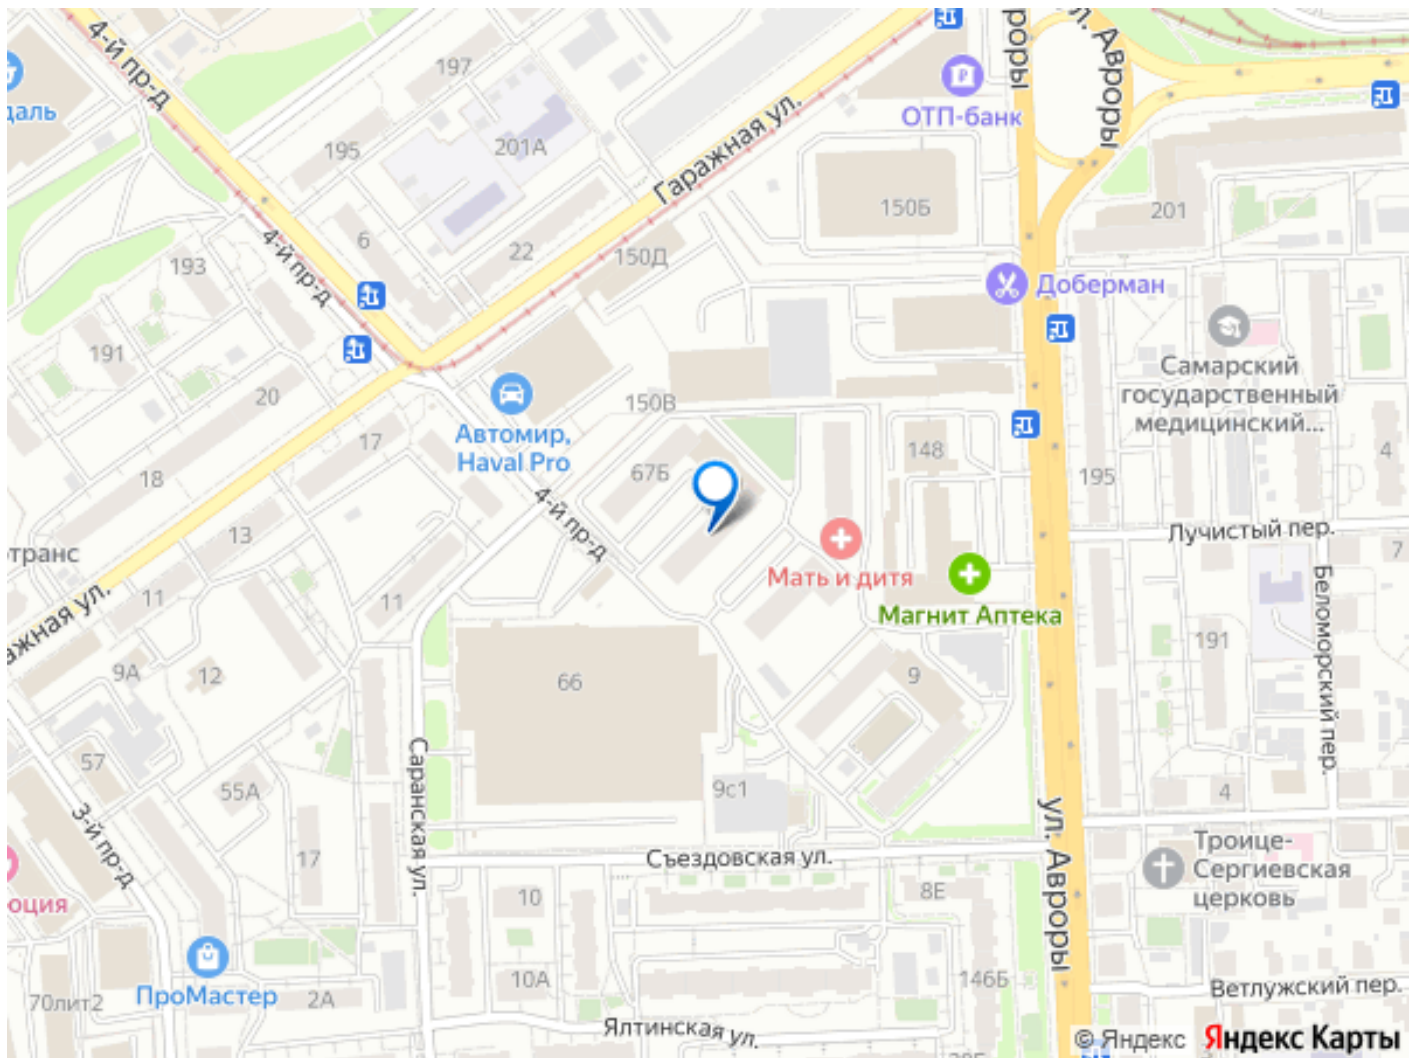 4-й пр-д
197
роры
ул. Авроры
даль
ОТП-банк
195
201А
Гаражная ул.
150Б
201
6
22
150Д
4-й пр-д
193
Доберман
191
20
Самарский
государственный
медицинский...
150В
Автомир,
Haval Pro
17
148
4
18
67Б
195
4-й пр-д
13
Лучистый пер.
7
отранс
Мать и дитя
11
11
Магнит Аптека
Беломорский пер.
ажная ул.
9А
12
66
9
191
57
55А
Саранская ул.
9с1
4
3-й пр-д
17
ул. Авроры
Съездовская ул.
Троице-
Сергиевская
церковь
8Е
10
оция
ПроМастер
10А
146Б
70лит2
2А
Ветлужский пер.
Ялтинская ул.
© Яндекс Яндекс Карты